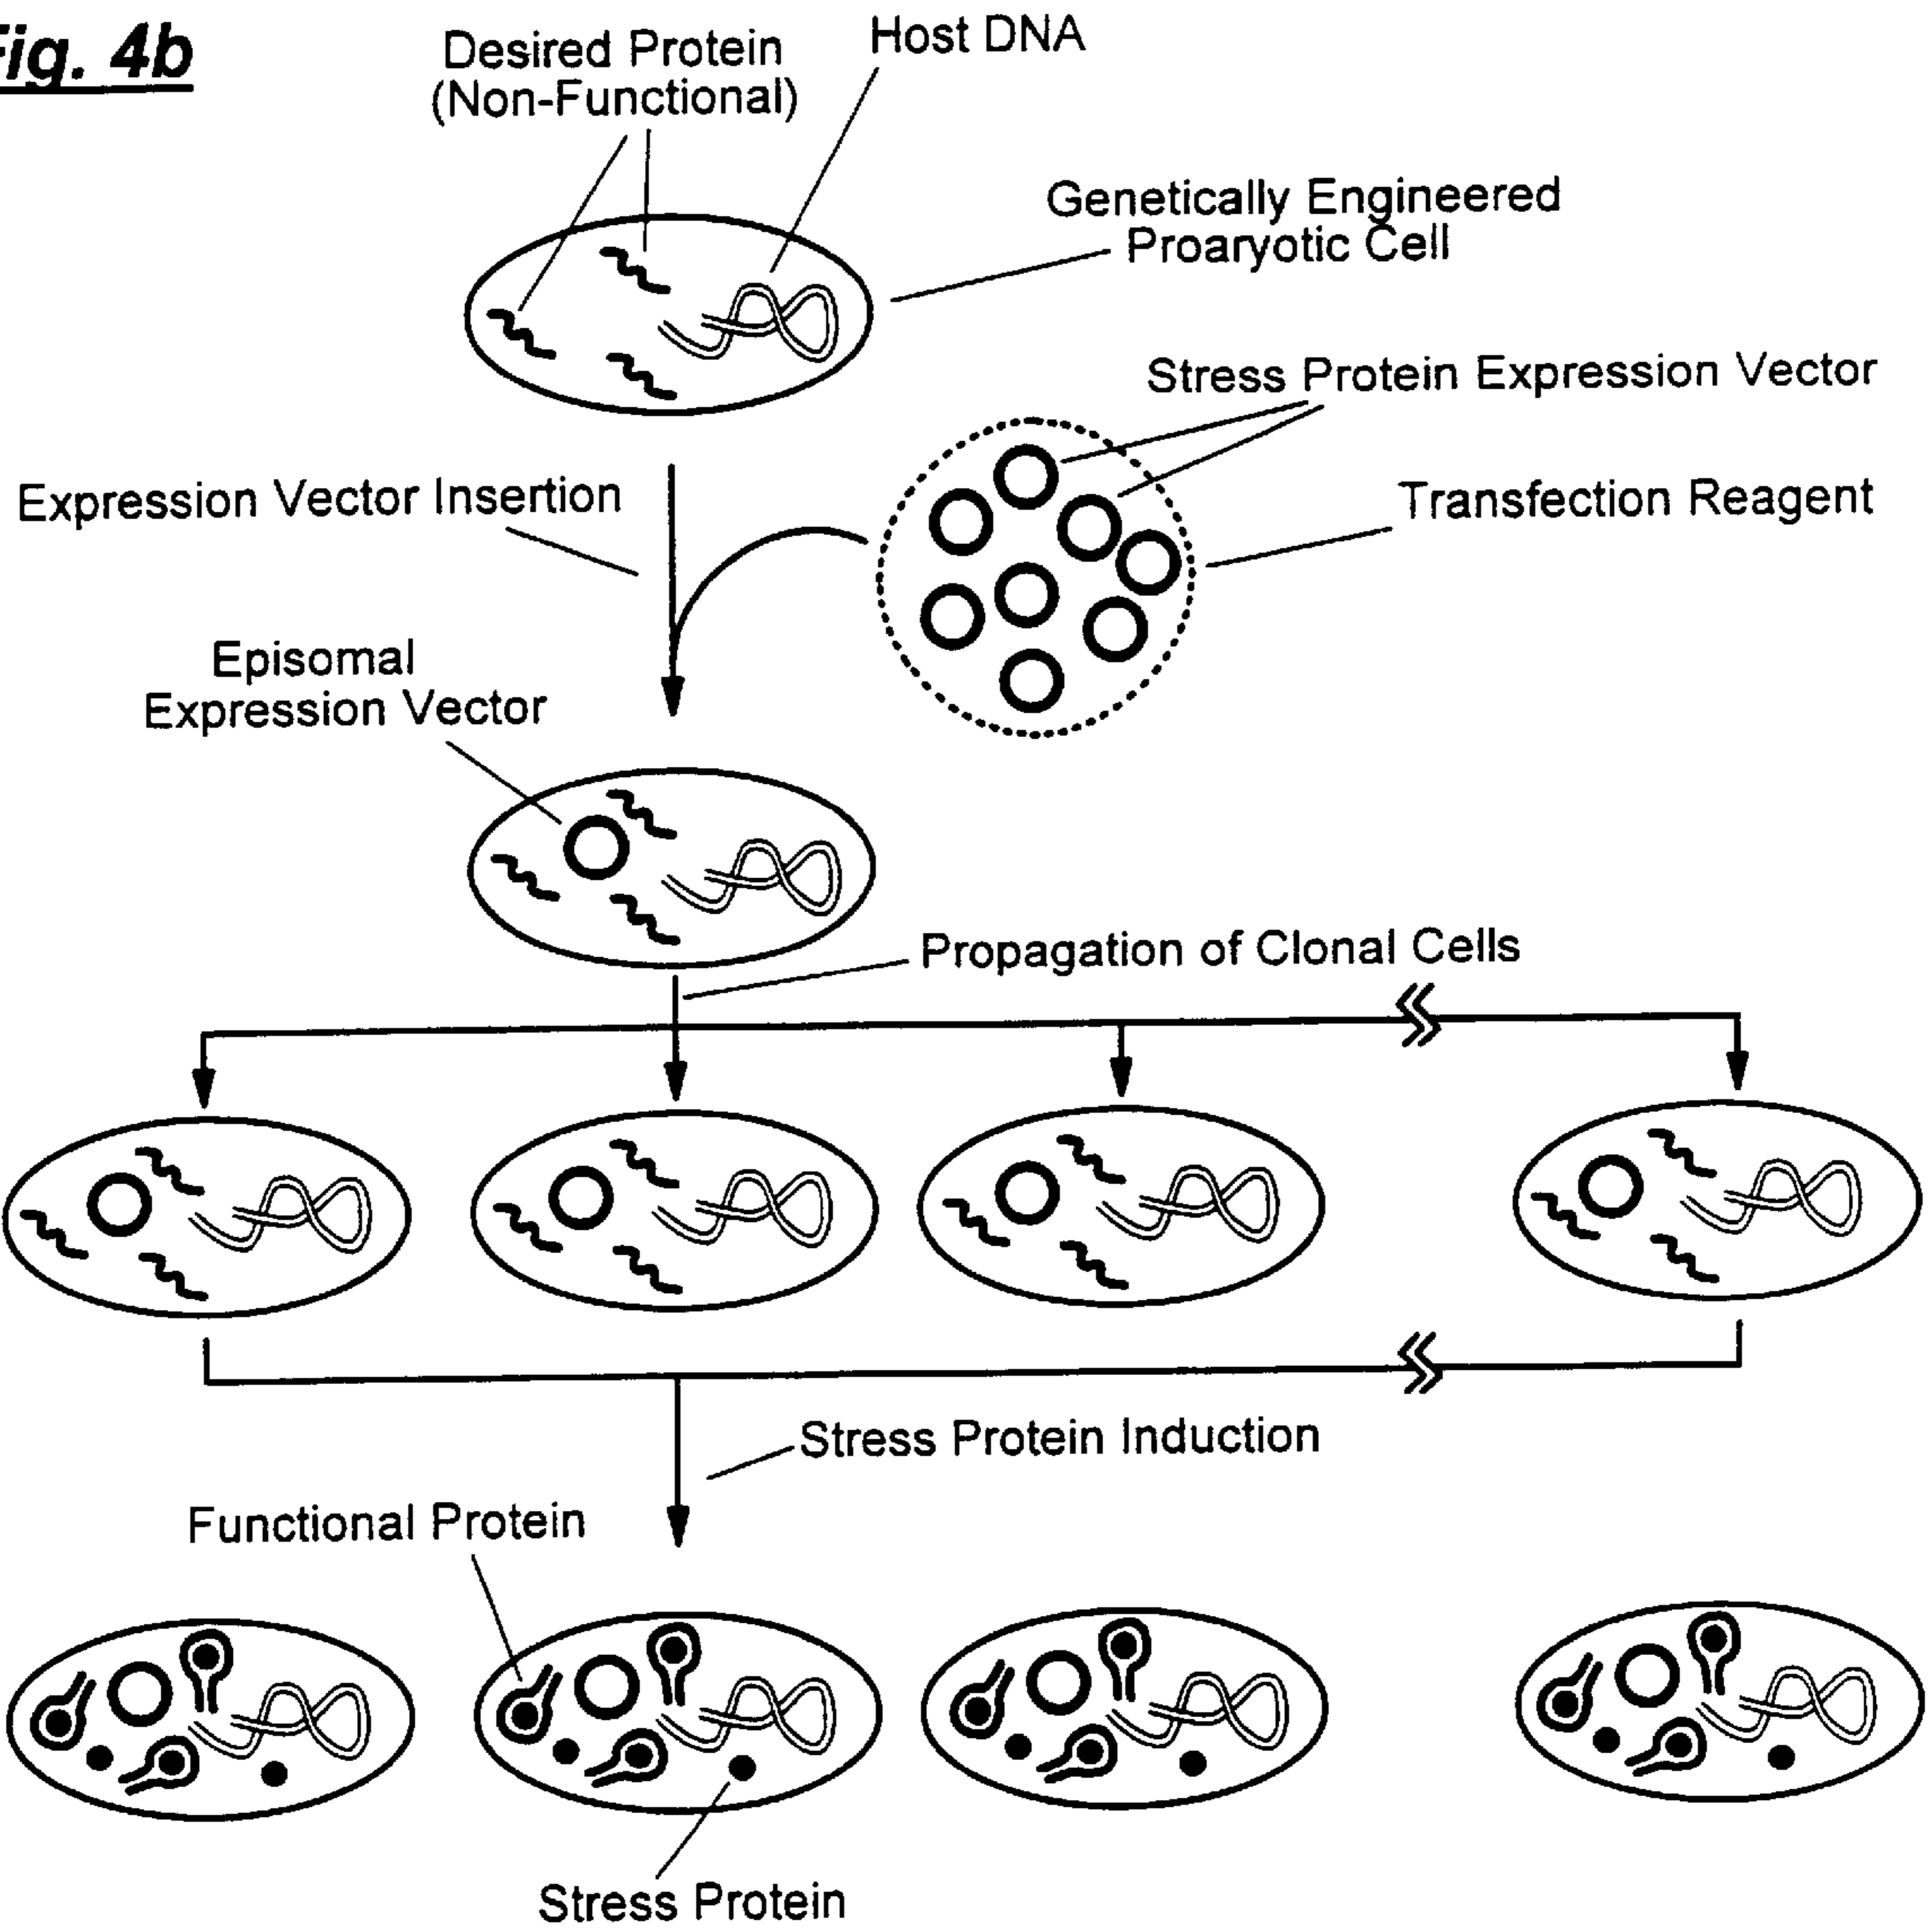 Fig. 4b
Desired Protein
(Non-Functional)
Host DNA
Genetically Engineered
Proaryotic Cell
Stress Protein Expression Vector
Expression Vector Insertion
Transfection Reagent
Episomal
Expression Vector
Propagation of Clonal Cells
Stress Protein Induction
Functional Protein
Stress Protein